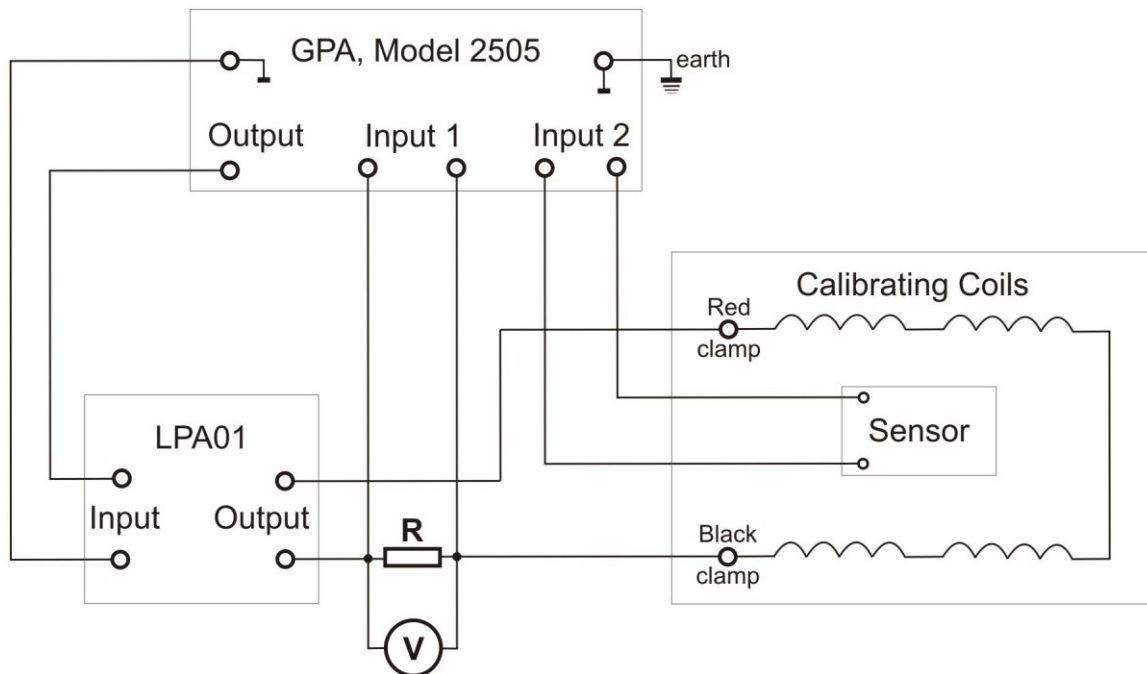 GPA, Model 2505
earth
Output
Input 1
Input 2
Calibrating Coils
Red
clamp
Sensor
LPA01
Input
Output
R
Black
clamp
V